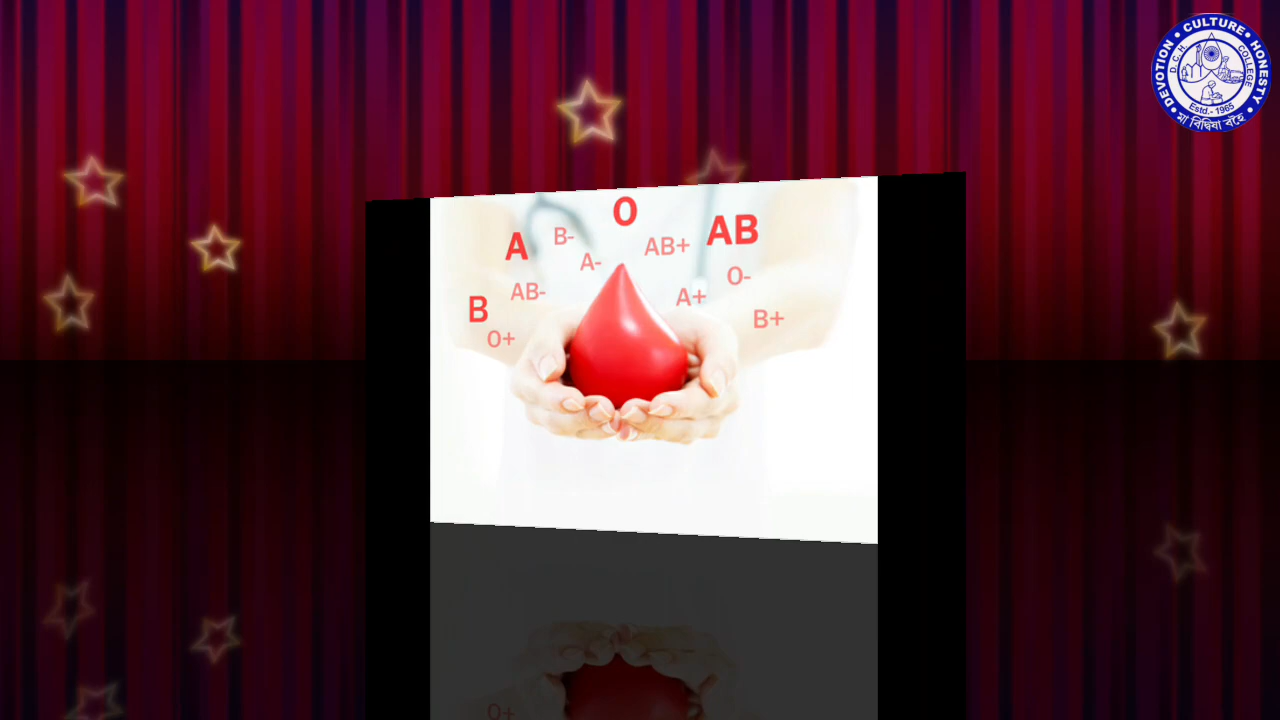 DEVOTION • CULTURE • HONESTY
D. C. H. COLLEGE
Estd.- 1965
O
A
B-
AB+
AB
A-
O-
AB-
A+
B
B+
O+
O+